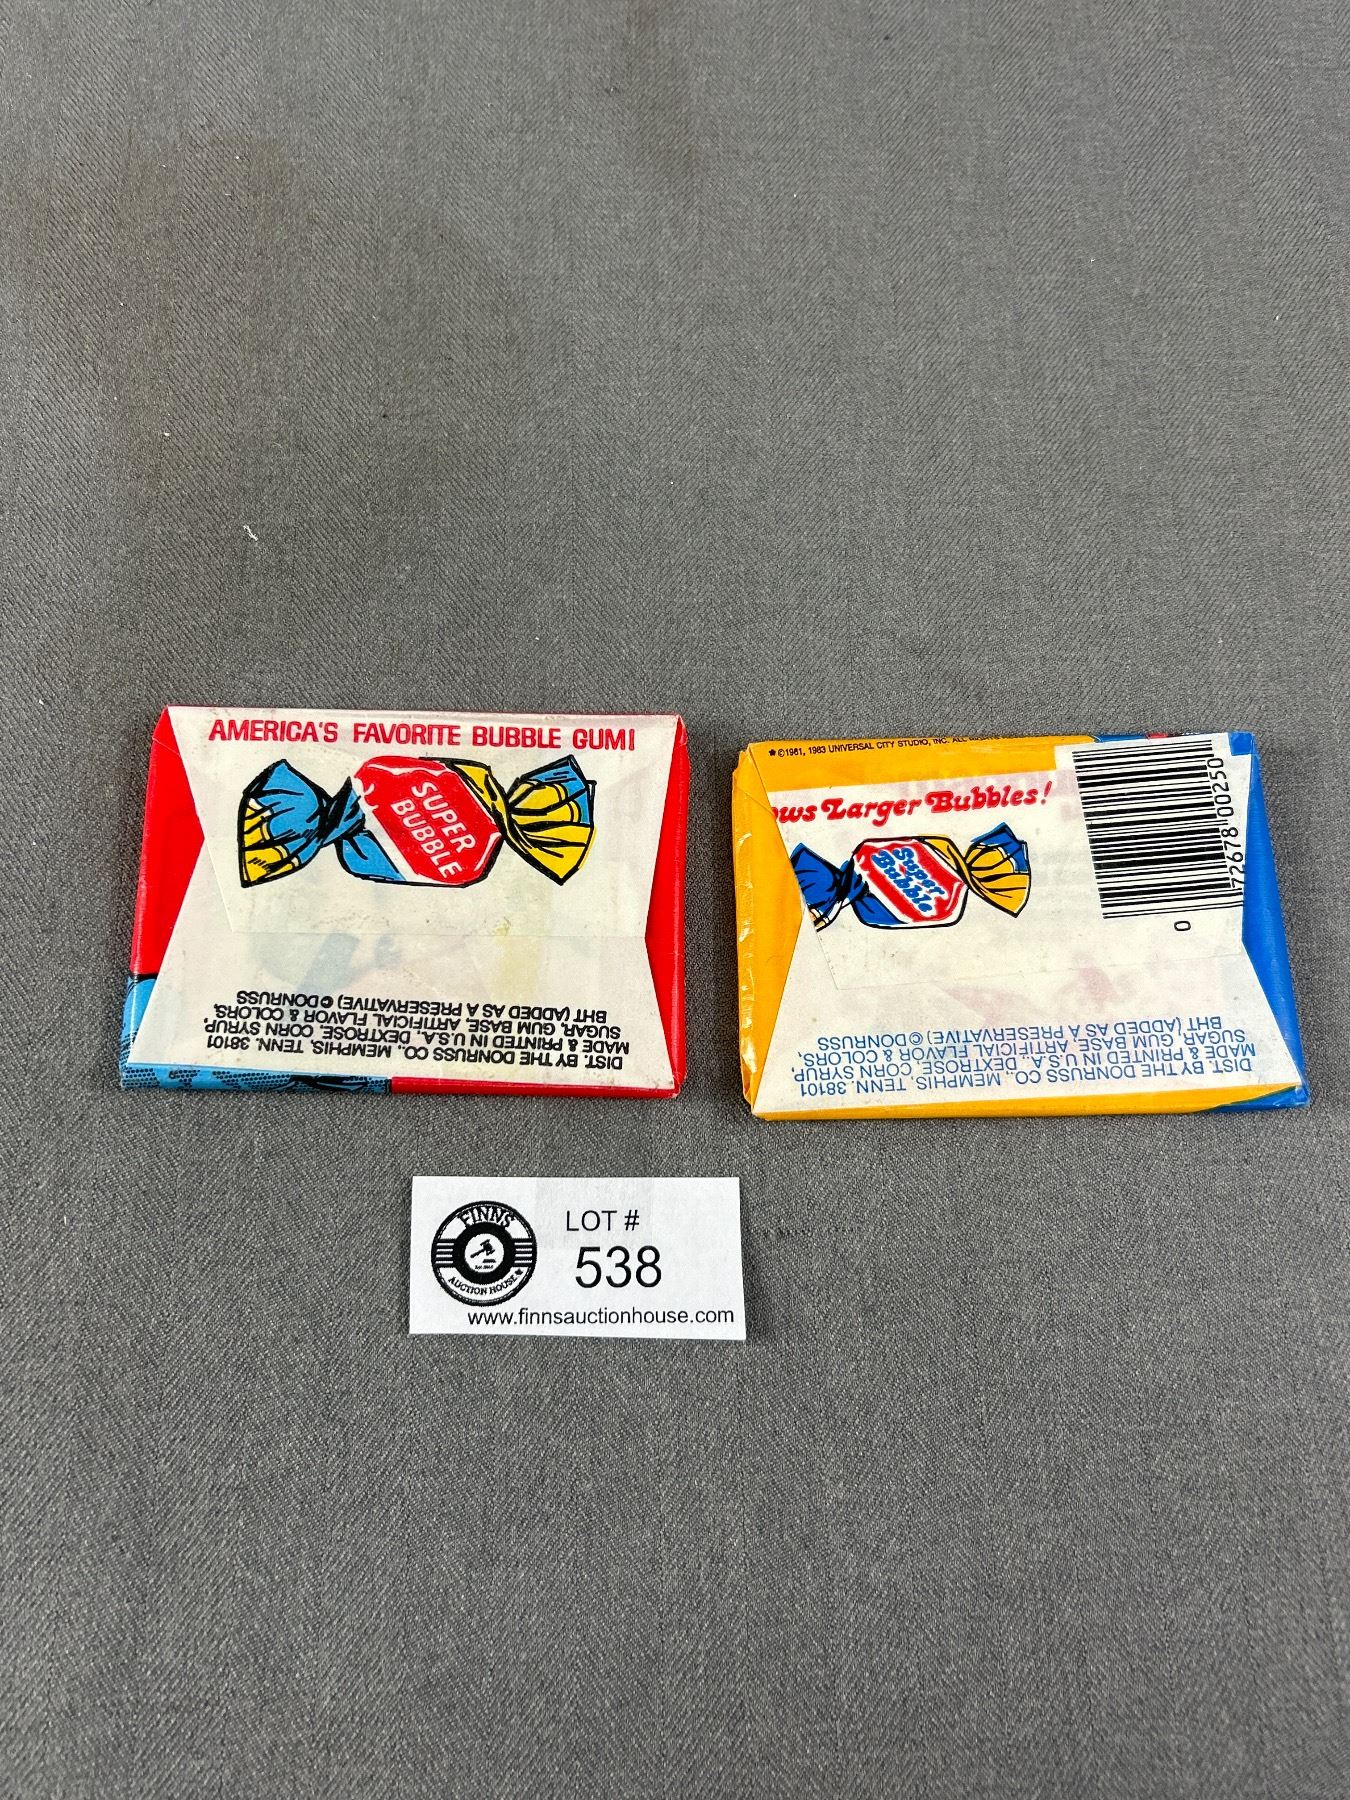 AMERICA'S FAVORITE BUBBLE GUM!
SUPER
BUBBLE
DIST. BY THE DONRUSS CO., MEMPHIS, TENN. 38101
MADE & PRINTED IN U.S.A., DEXTROSE, CORN SYRUP,
SUGAR, GUM BASE, ARTIFICIAL FLAVOR & COLORS,
BHT (ADDED AS A PRESERVATIVE) © DONRUSS
★ ©1981, 1983 UNIVERSAL CITY STUDIO, INC. ALL
ows Larger Bubbles!
Super
Bubble
0 72678 00250
DIST. BY THE DONRUSS CO., MEMPHIS, TENN. 38101
MADE & PRINTED IN U.S.A., DEXTROSE, CORN SYRUP,
SUGAR, GUM BASE, ARTIFICIAL FLAVOR & COLORS,
BHT (ADDED AS A PRESERVATIVE) © DONRUSS
FINNS
AUCTION HOUSE
LOT #
538
www.finnsauctionhouse.com